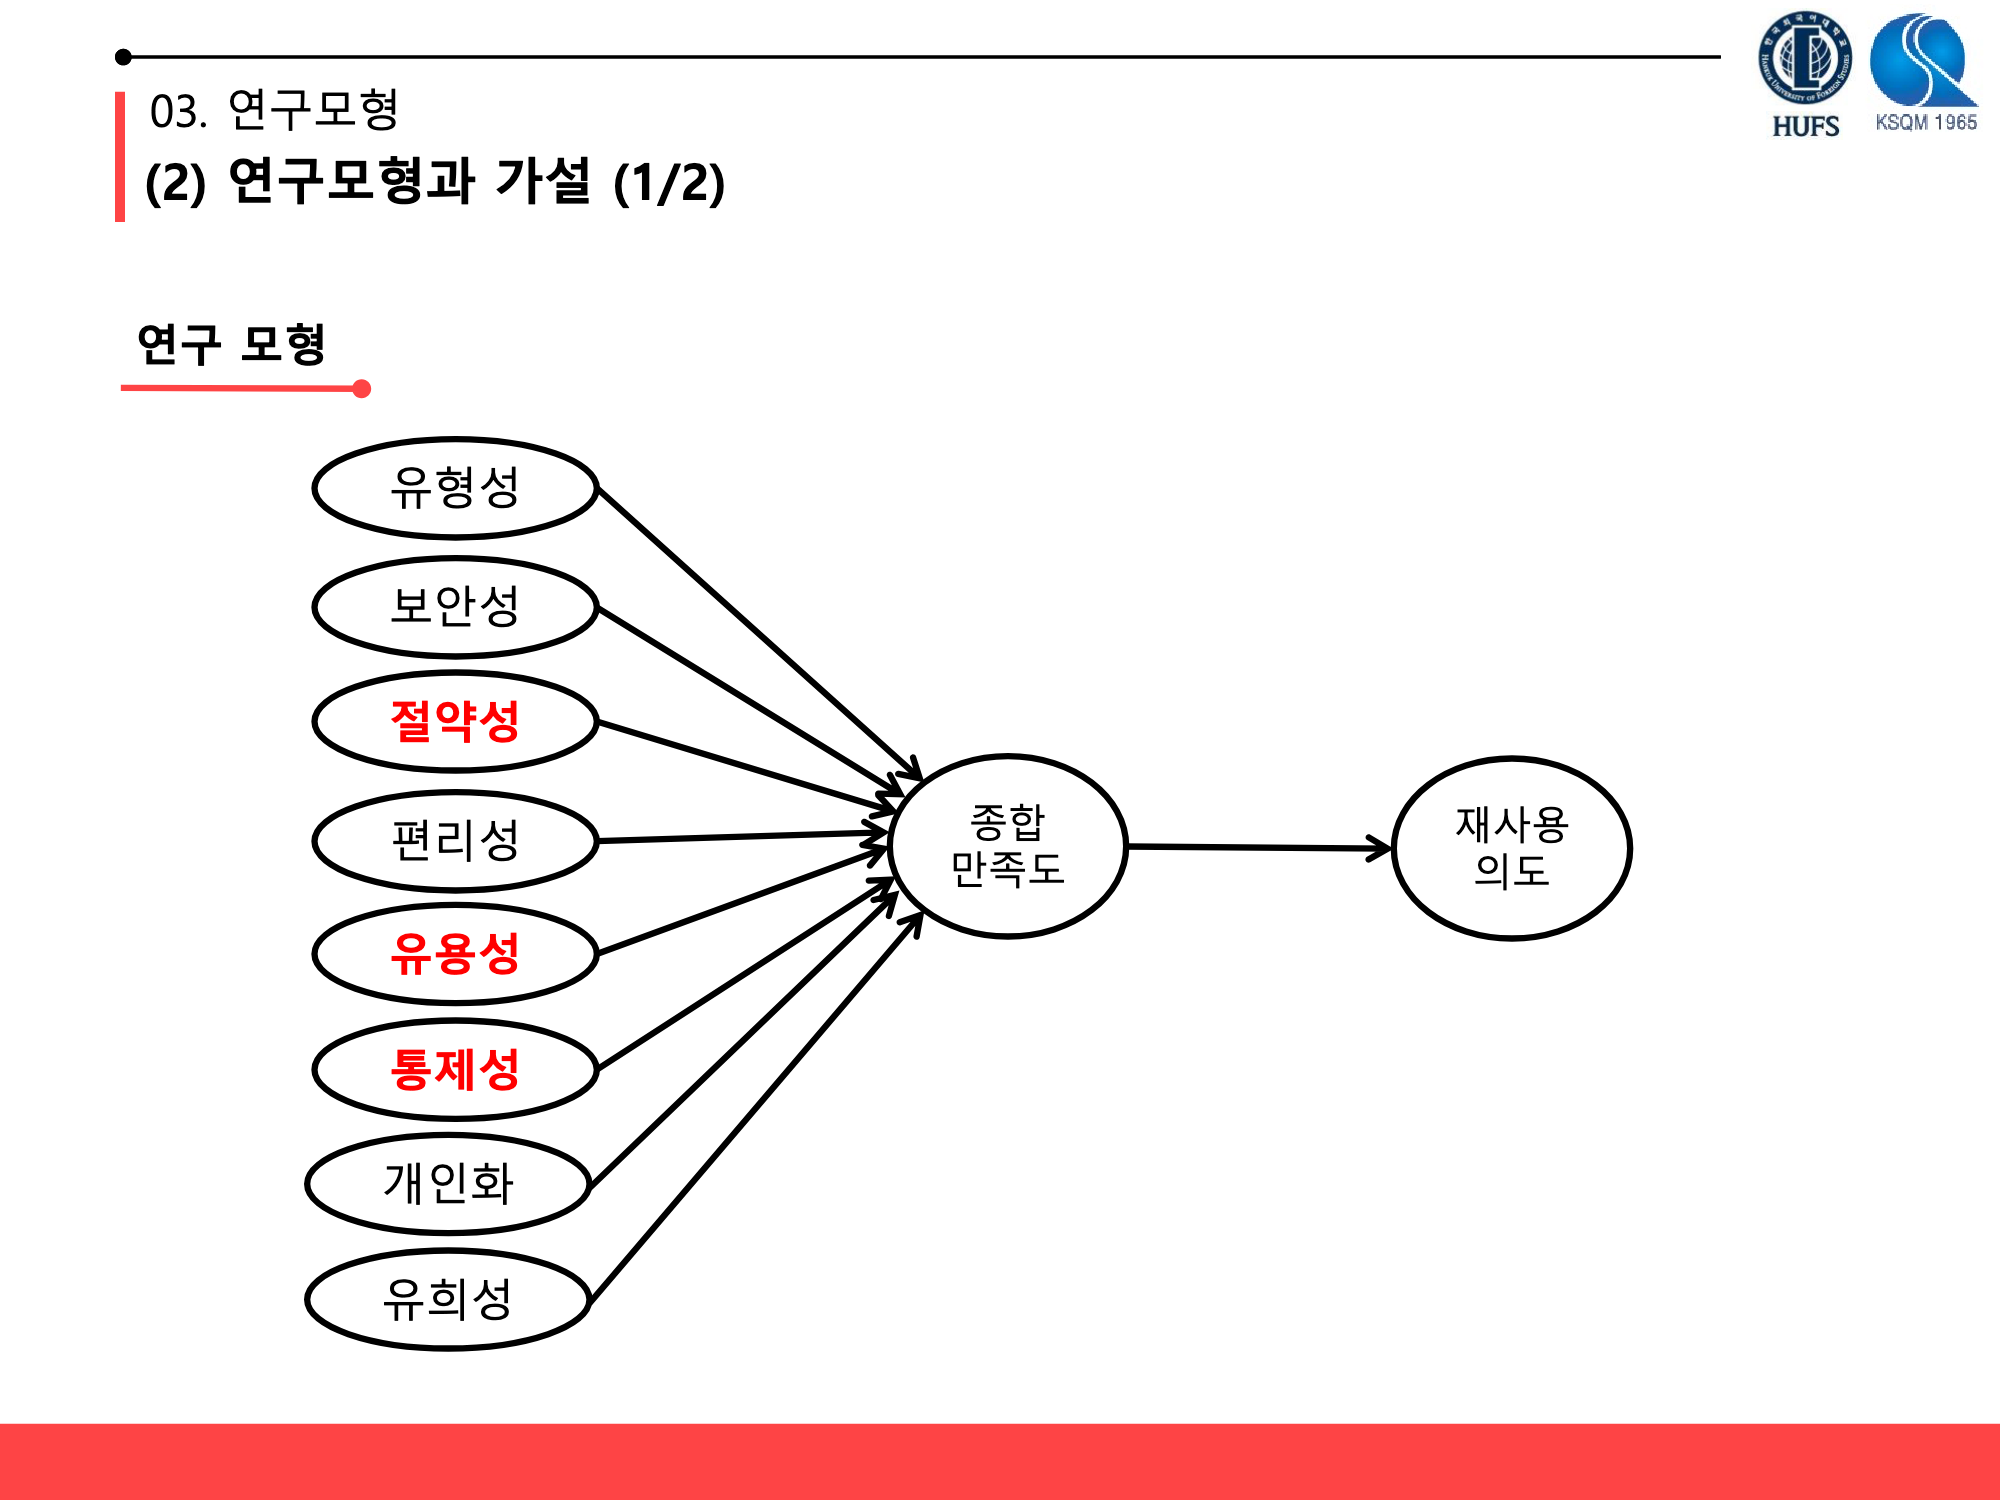 03. 연구모형
(2) 연구모형과 가설 (1/2)
HUFS
KSQM 1965
연구 모형
유형성
보안성
절약성
편리성
유용성
통제성
개인화
유희성
종합
만족도
재사용
의도